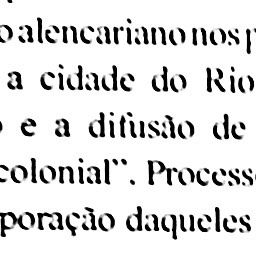 o alencariano nos p
a cidade do Rio
e a difusão de
colonial”. Process
poração daqueles